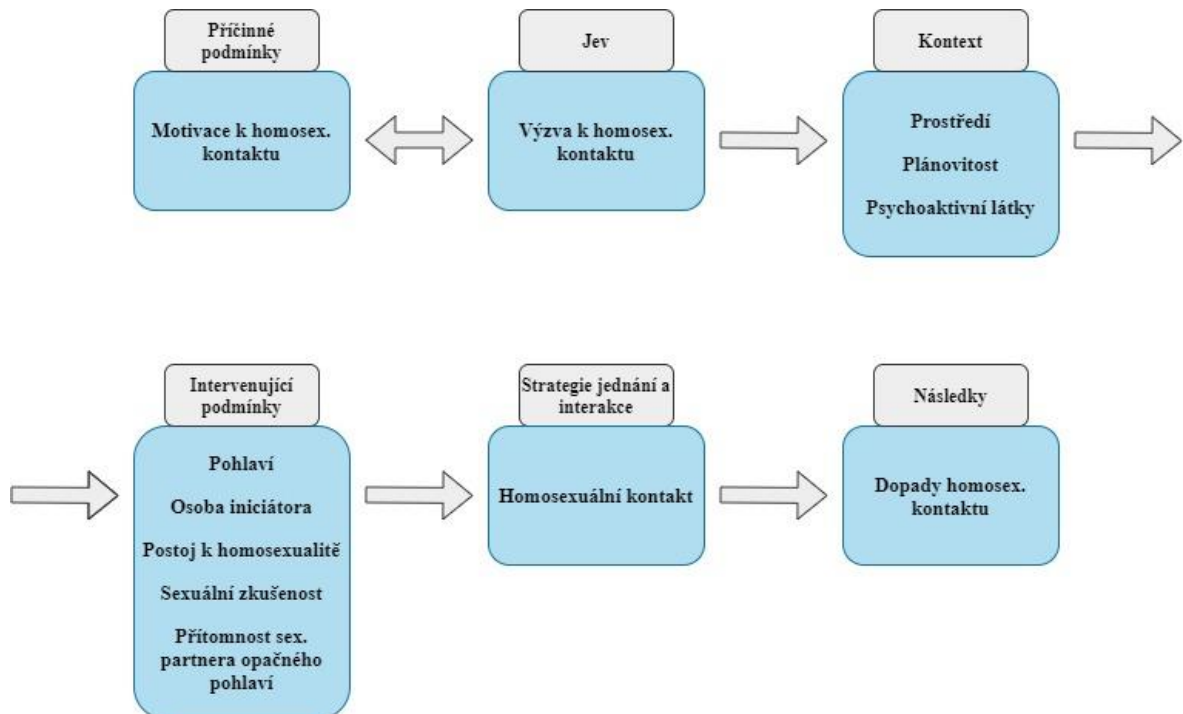 Příčinné
podmínky
Motivace k homosex.
kontaktu
Jev
Výzva k homosex.
kontaktu
Kontext
Prostředí
Plánovitost
Psychoaktivní látky
Intervenující
podmínky
Pohlaví
Osoba iniciátora
Postoj k homosexualitě
Sexuální zkušenost
Přítomnost sex.
partnera opačného
pohlaví
Strategie jednání a
interakce
Homosexuální kontakt
Následky
Dopady homosex.
kontaktu